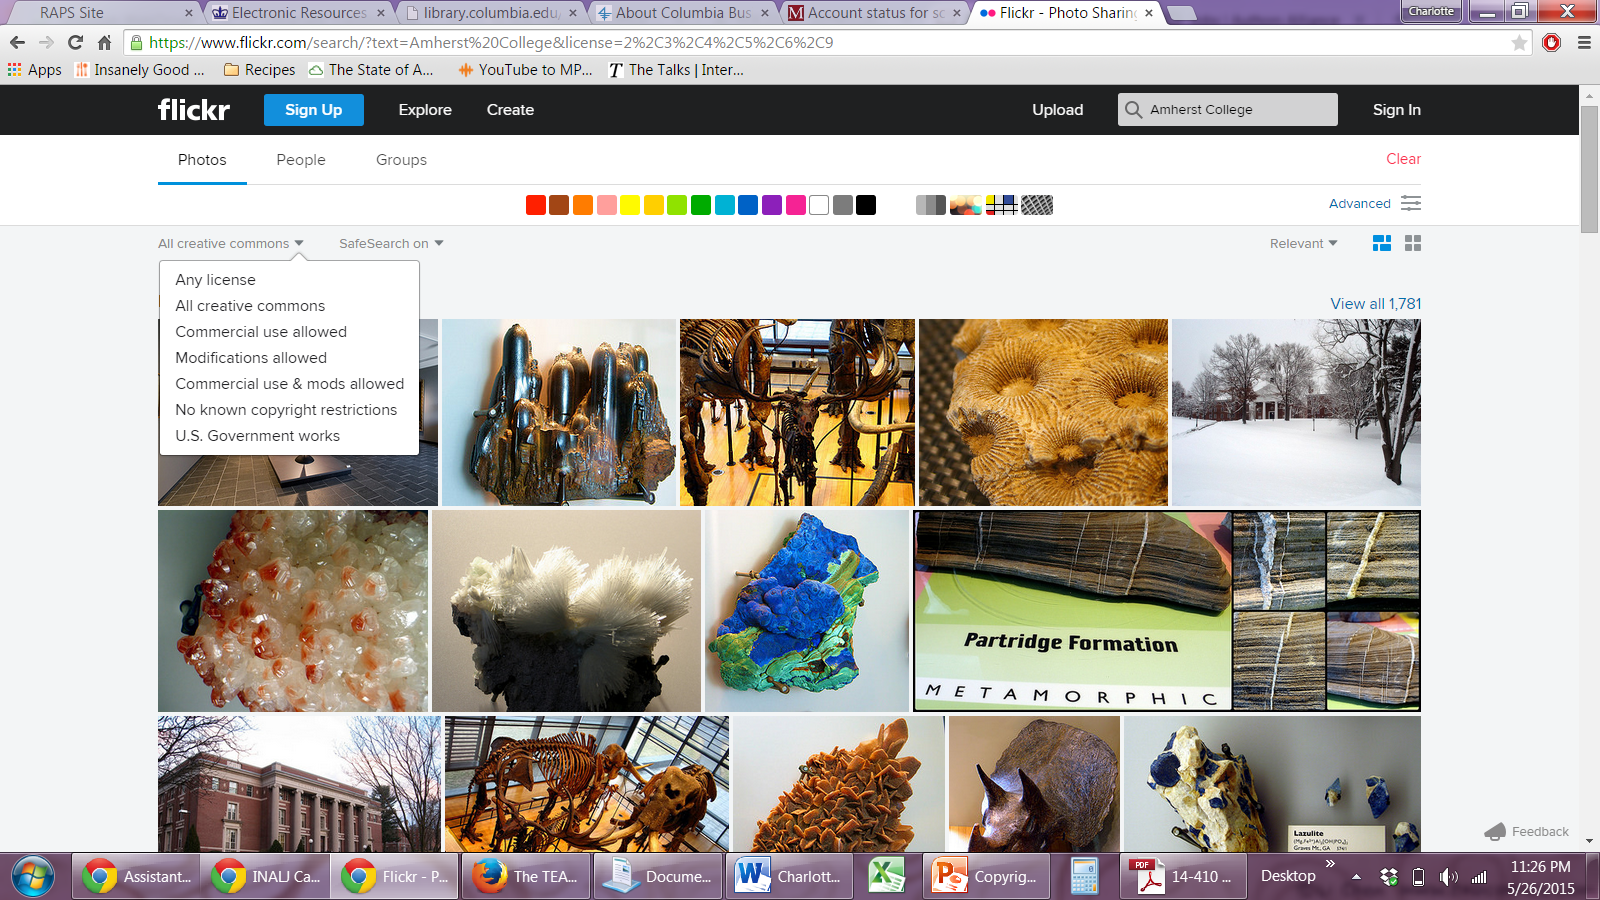 RAPS Site
Electronic Resources
library.columbia.edu/
About Columbia Bus
Account status for sc
Flickr - Photo Sharing
Charlotte
https://www.flickr.com/search/?text=Amherst%20College&license=2%2C3%2C4%2C5%2C6%2C9
Apps
Insanely Good ...
Recipes
The State of A...
YouTube to MP...
The Talks | Inter...
flickr
Sign Up
Explore
Create
Upload
Amherst College
Sign In
Photos
People
Groups
Clear
Advanced
All creative commons
SafeSearch on
Relevant
Any license
All creative commons
Commercial use allowed
Modifications allowed
Commercial use & mods allowed
No known copyright restrictions
U.S. Government works
View all 1,781
Partridge Formation
METAMORPHIC
Lazulite
Graves Mt., GA
Feedback
Assistant...
INALJ Ca...
Flickr - P...
The TEA...
Docume...
Charlott...
Copyrig...
PDF
14-410 ...
Desktop
»
11:26 PM
5/26/2015